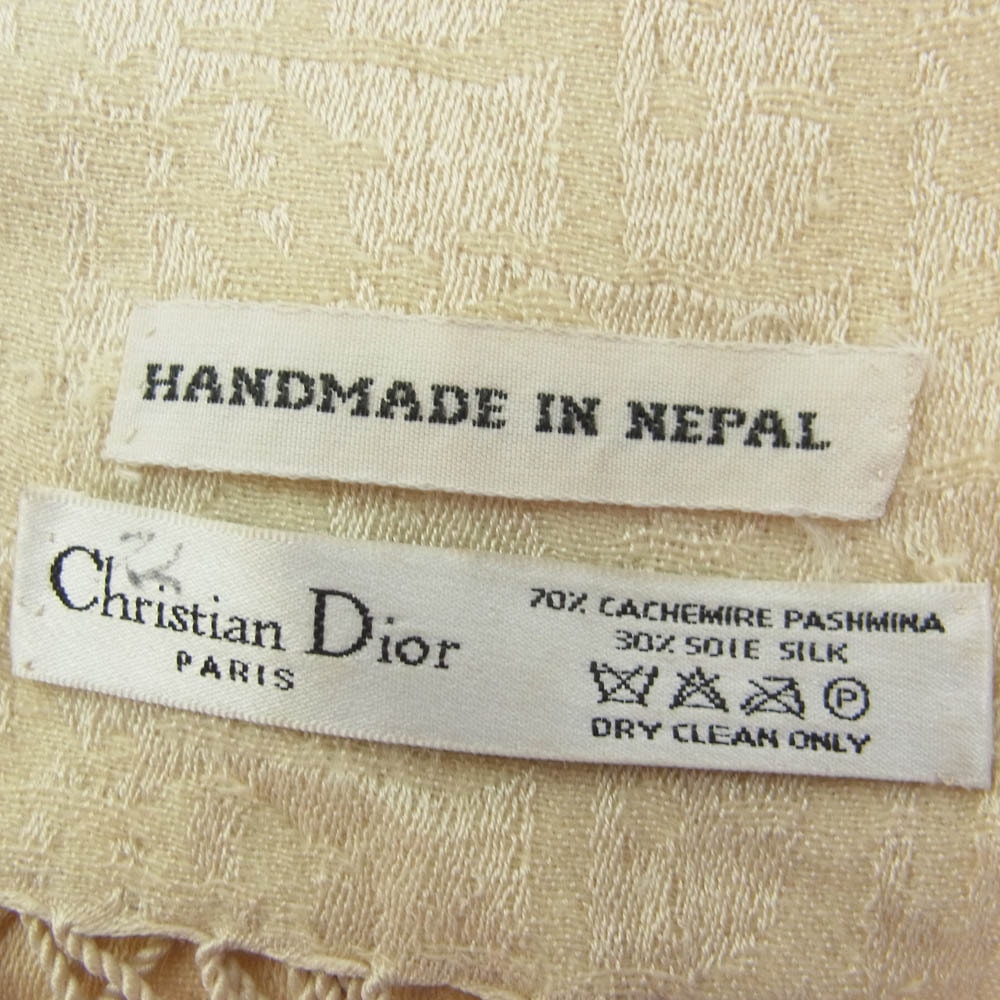 HANDMADE IN NEPAL
Christian Dior
PARIS
70% CACHEMIRE PASHMINA
30% SOIE SILK
P
DRY CLEAN ONLY